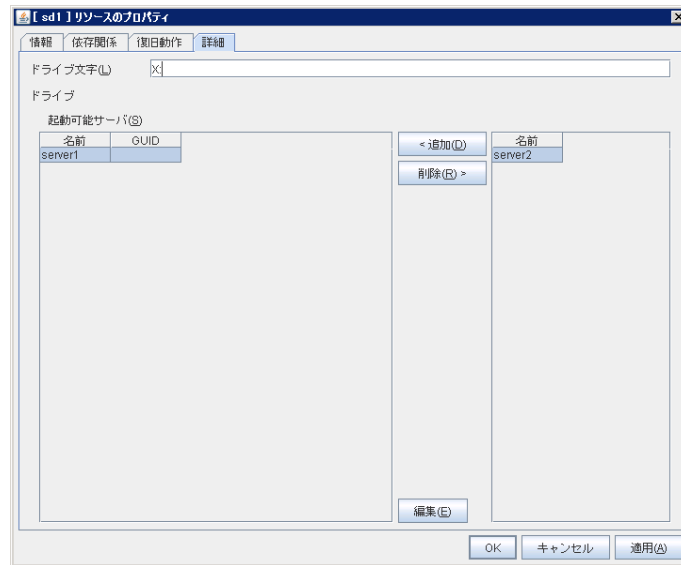 [ sd1 ] リソースのプロパティ
情報 依存関係 復旧動作 詳細
ドライブ文字(L) X:
ドライブ
起動可能サーバ(S)
名前 GUID
server1
< 追加(D)
削除(R) >
名前
server2
編集(E)
OK キャンセル 適用(A)